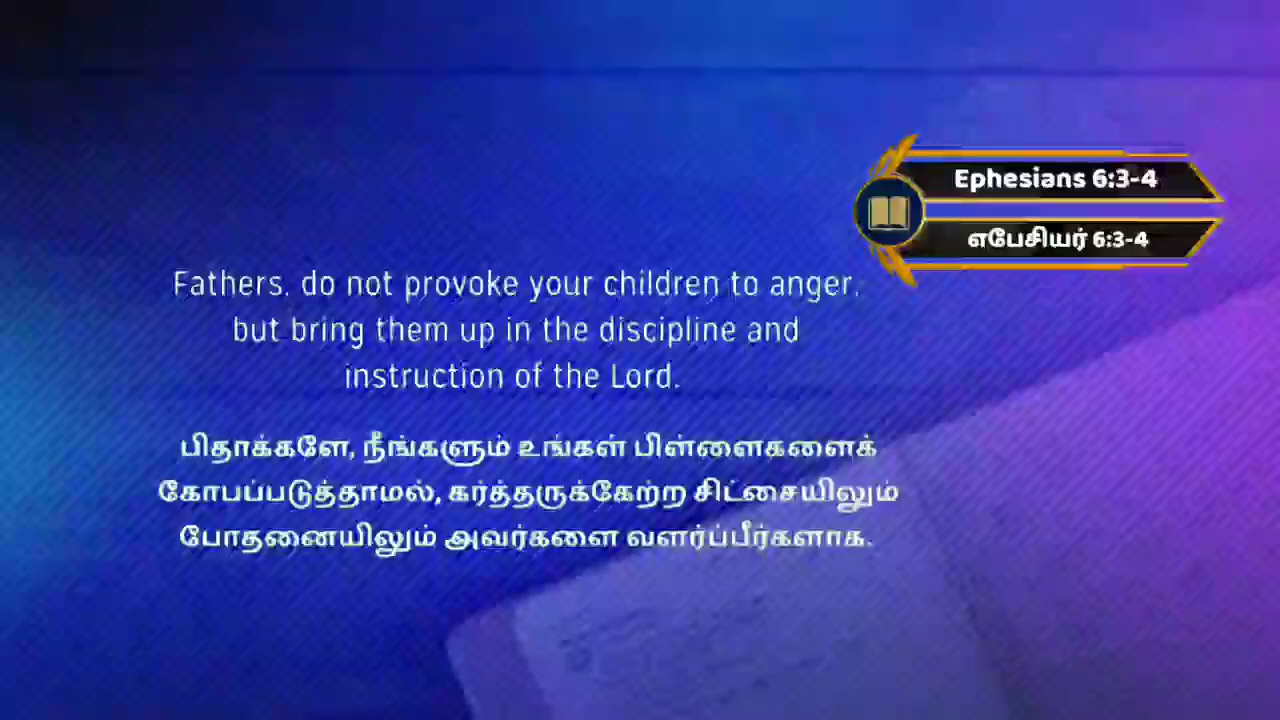 Ephesians 6:3-4
எபேசியர் 6:3-4
Fathers, do not provoke your children to anger,
but bring them up in the discipline and
instruction of the Lord.
பிதாக்களே, நீங்களும் உங்கள் பிள்ளைகளைக்
கோபப்படுத்தாமல், கர்த்தருக்கேற்ற சிட்சையிலும்
போதனையிலும் அவர்களை வளர்ப்பீர்களாக.